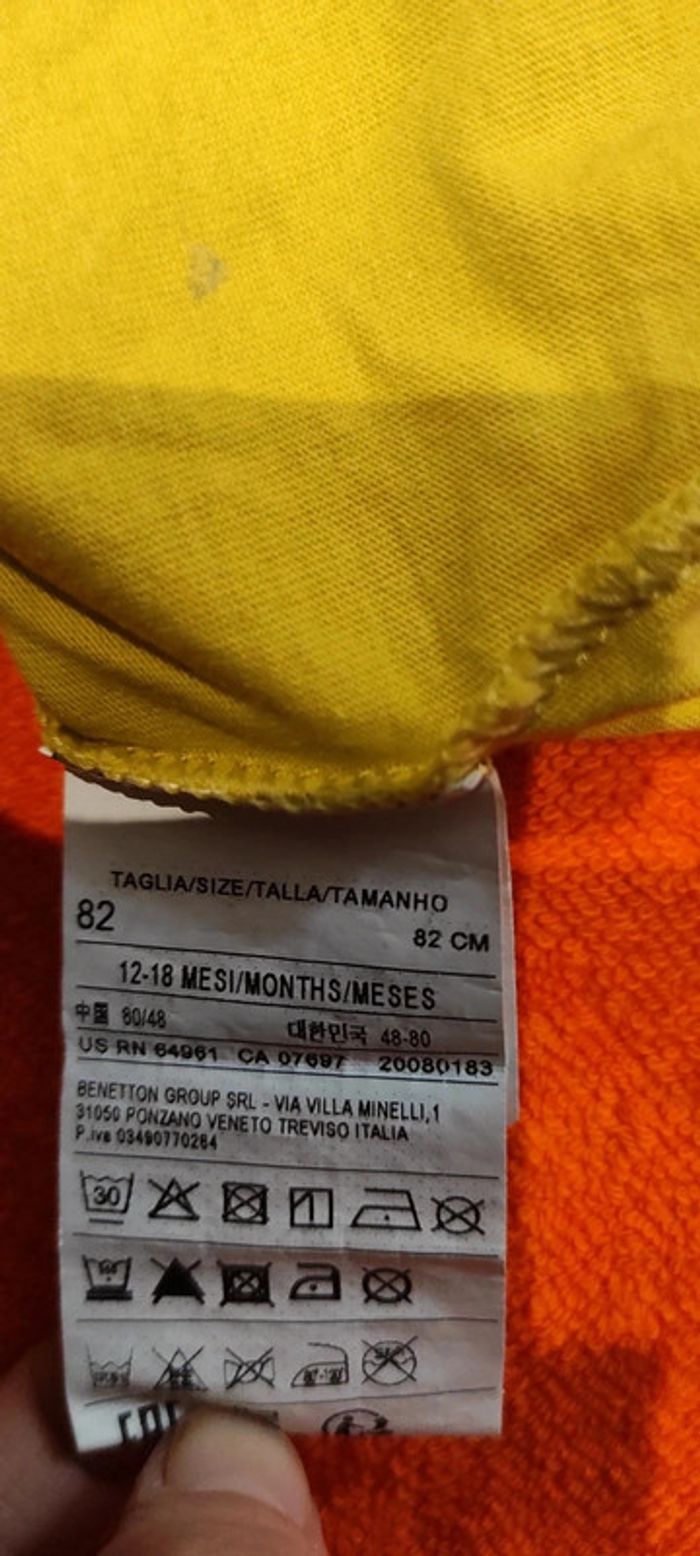 TAGLIA/SIZE/TALLA/TAMANHO
82
82 CM
12-18 MESI/MONTHS/MESES
中国 80/48 대한민국 48-80
US RN 64961 CA 07697 20080183
BENETTON GROUP SRL - VIA VILLA MINELLI,1
31050 PONZANO VENETO TREVISO ITALIA
P.iva 03490770264
30